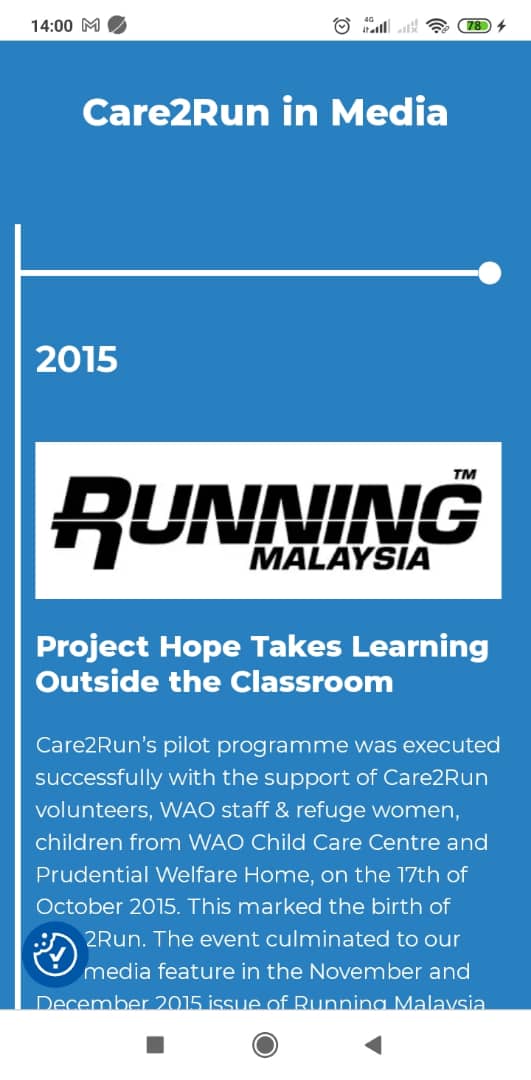 14:00
4G
78
Care2Run in Media
2015
RUNNING
TM
MALAYSIA
Project Hope Takes Learning
Outside the Classroom
Care2Run's pilot programme was executed
successfully with the support of Care2Run
volunteers, WAO staff & refuge women,
children from WAO Child Care Centre and
Prudential Welfare Home, on the 17th of
October 2015. This marked the birth of
2Run. The event culminated to our
media feature in the November and
December 2015 issue of Running Malaysia